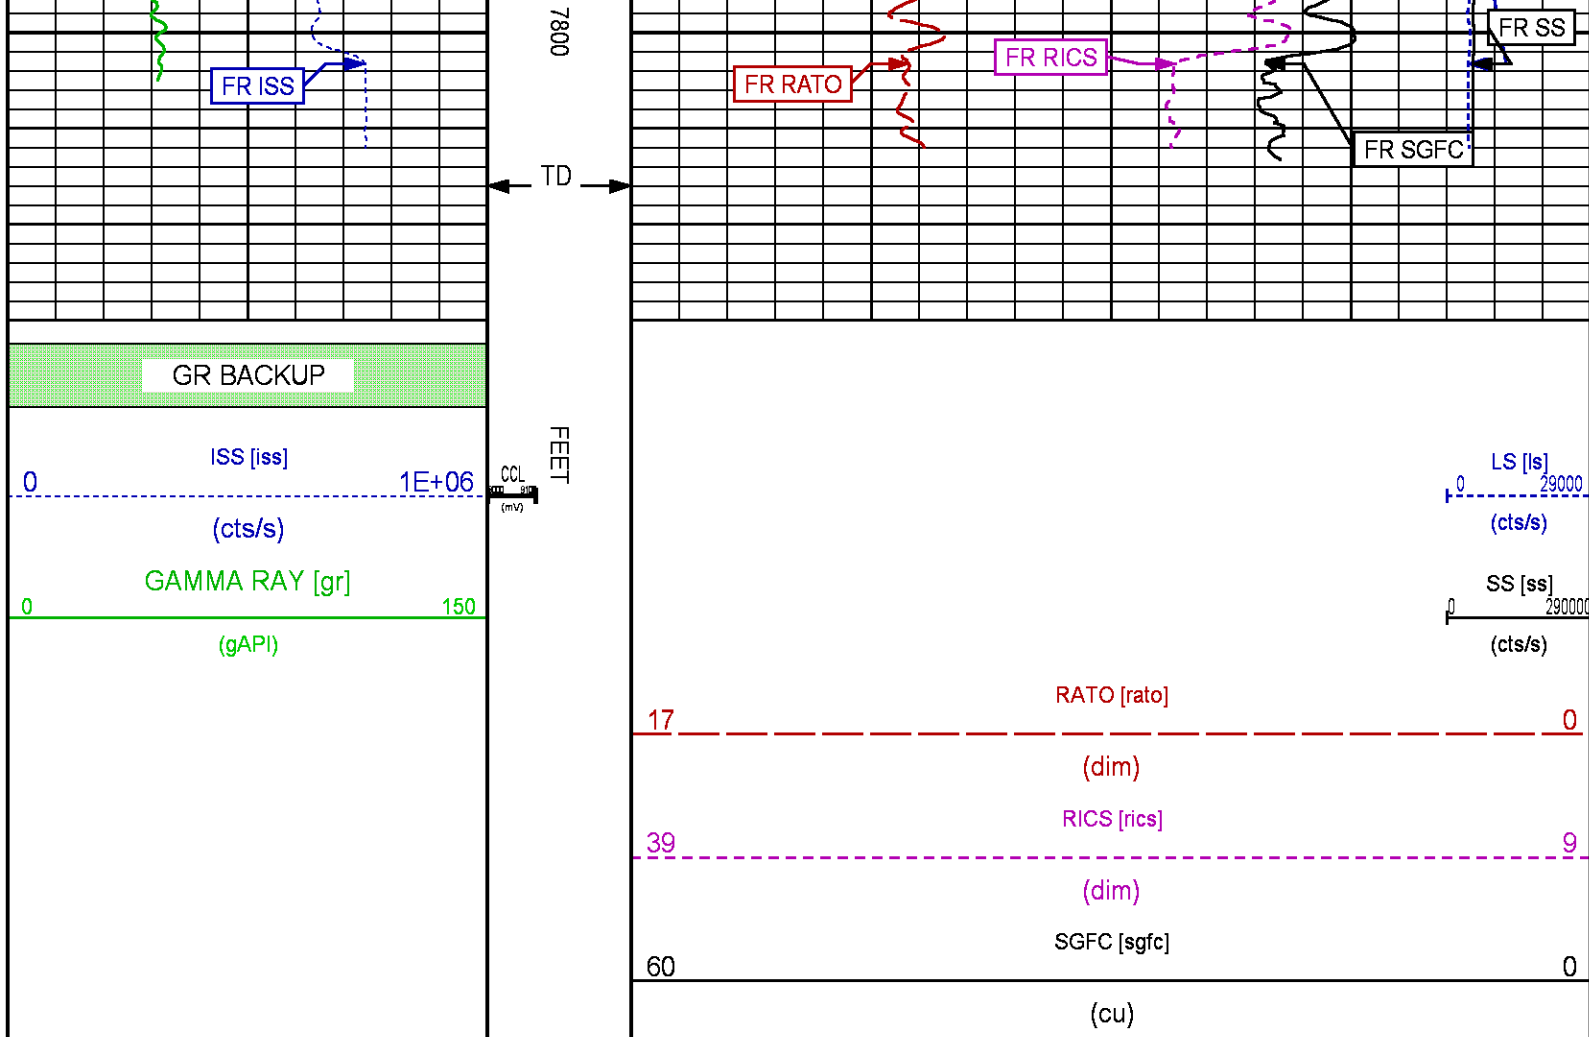 7800
FR SS
FR RICS
FR ISS
FR RATO
FR SGFC
TD
GR BACKUP
FEET
ISS [iss]
0 1E+06
(cts/s)
CCL
(mV)
LS [ls]
0 29000
(cts/s)
GAMMA RAY [gr]
0 150
(gAPI)
SS [ss]
0 290000
(cts/s)
RATO [rato]
17 0
(dim)
RICS [rics]
39 9
(dim)
SGFC [sgfc]
60 0
(cu)